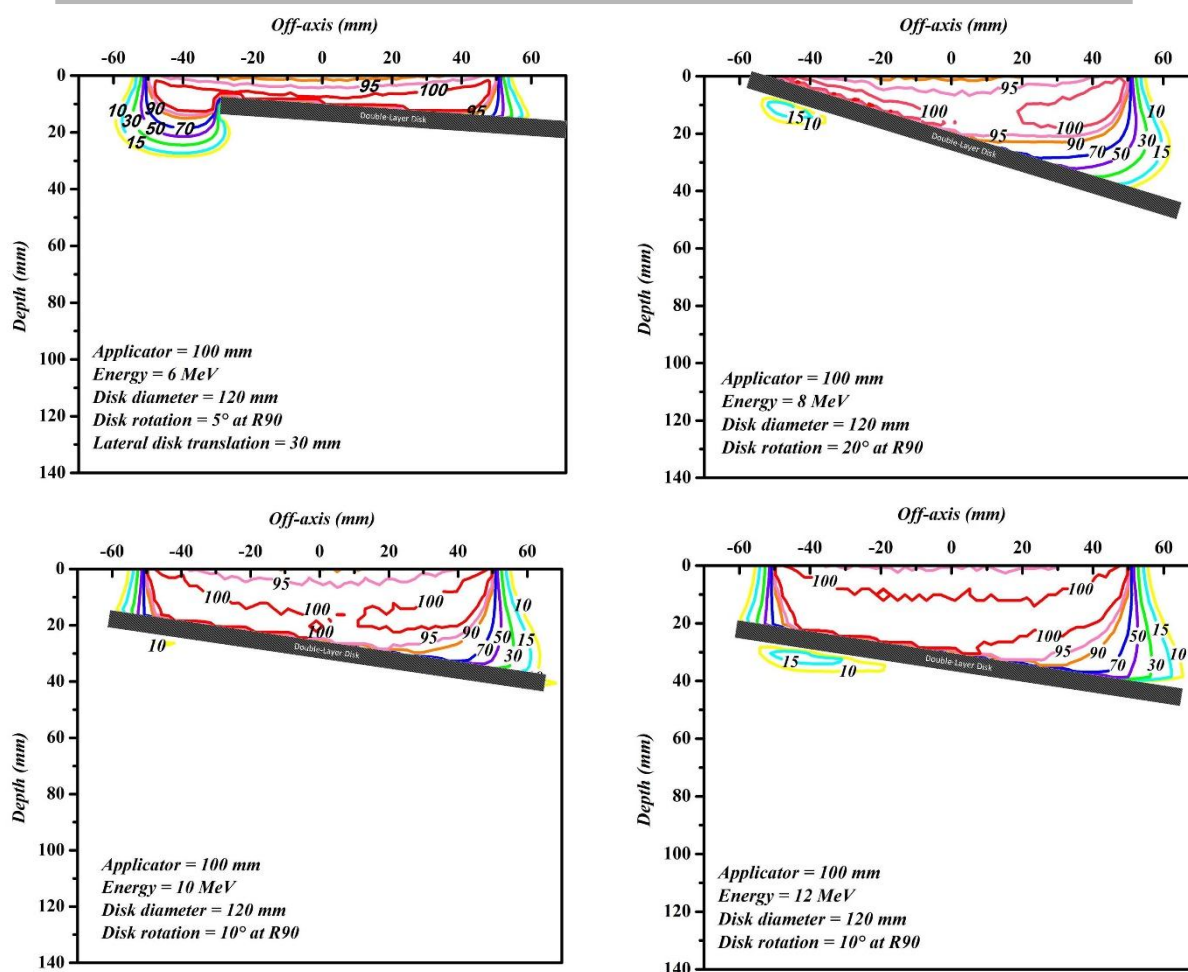 Off-axis (mm)
-60 -40 -20 0 20 40 60
0
20
40
60
80
100
120
140
Depth (mm)
95
100
10
30
90
50
70
15
95
Double-Layer Disk
Applicator = 100 mm
Energy = 6 MeV
Disk diameter = 120 mm
Disk rotation = 5° at R90
Lateral disk translation = 30 mm
Off-axis (mm)
-60 -40 -20 0 20 40 60
0
20
40
60
80
100
120
140
Depth (mm)
95
100
100
10
15
10
95
90
70
50
30
15
Double-Layer Disk
Applicator = 100 mm
Energy = 8 MeV
Disk diameter = 120 mm
Disk rotation = 20° at R90
Off-axis (mm)
-60 -40 -20 0 20 40 60
0
20
40
60
80
100
120
140
Depth (mm)
95
100
100
100
100
10
95
90
50
15
70
30
10
Double-Layer Disk
Applicator = 100 mm
Energy = 10 MeV
Disk diameter = 120 mm
Disk rotation = 10° at R90
Off-axis (mm)
-60 -40 -20 0 20 40 60
0
20
40
60
80
100
120
140
Depth (mm)
95
100
100
100
95
90
50
15
70
30
10
15
10
Double-Layer Disk
Applicator = 100 mm
Energy = 12 MeV
Disk diameter = 120 mm
Disk rotation = 10° at R90